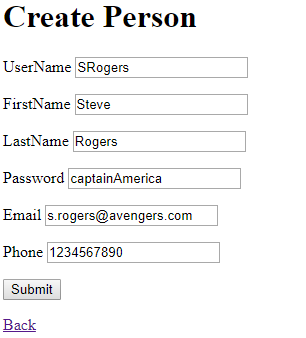 Create Person
UserName SRogers
FirstName Steve
LastName Rogers
Password captainAmerica
Email s.rogers@avengers.com
Phone 1234567890
Submit
Back